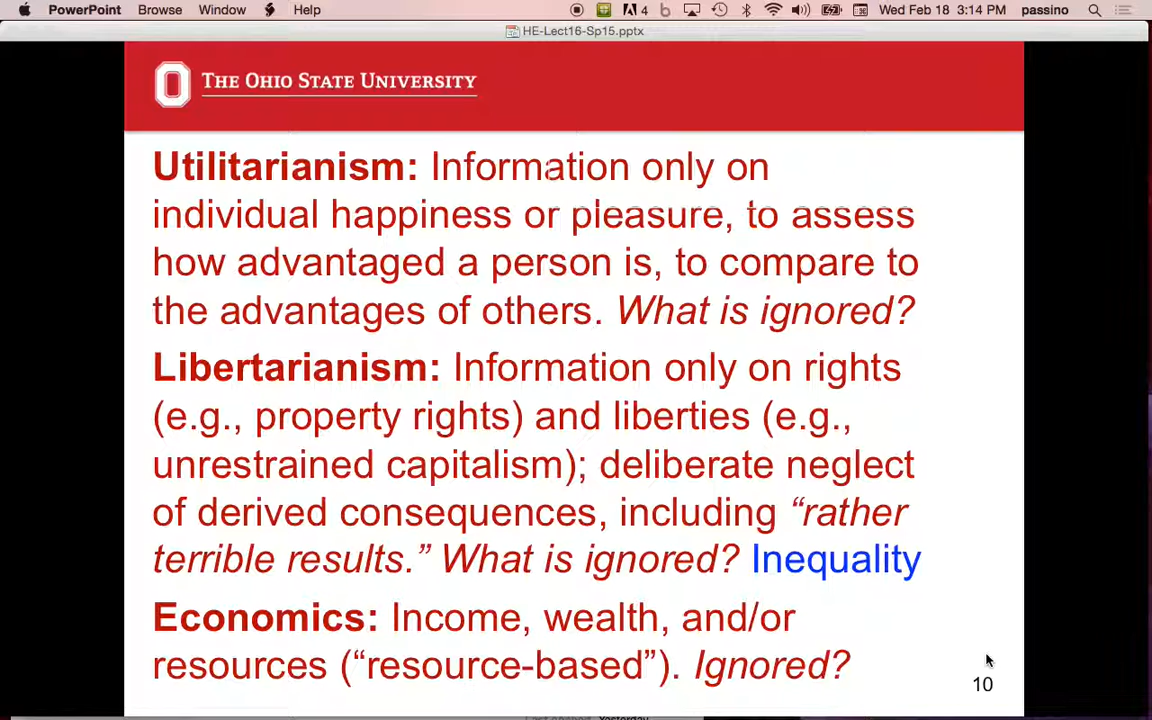 PowerPoint Browse Window Help 4 Wed Feb 18 3:14 PM passino
HE-Lect16-Sp15.pptx
THE OHIO STATE UNIVERSITY
Utilitarianism: Information only on
individual happiness or pleasure, to assess
how advantaged a person is, to compare to
the advantages of others. What is ignored?
Libertarianism: Information only on rights
(e.g., property rights) and liberties (e.g.,
unrestrained capitalism); deliberate neglect
of derived consequences, including “rather
terrible results.” What is ignored? Inequality
Economics: Income, wealth, and/or
resources (“resource-based”). Ignored?
10